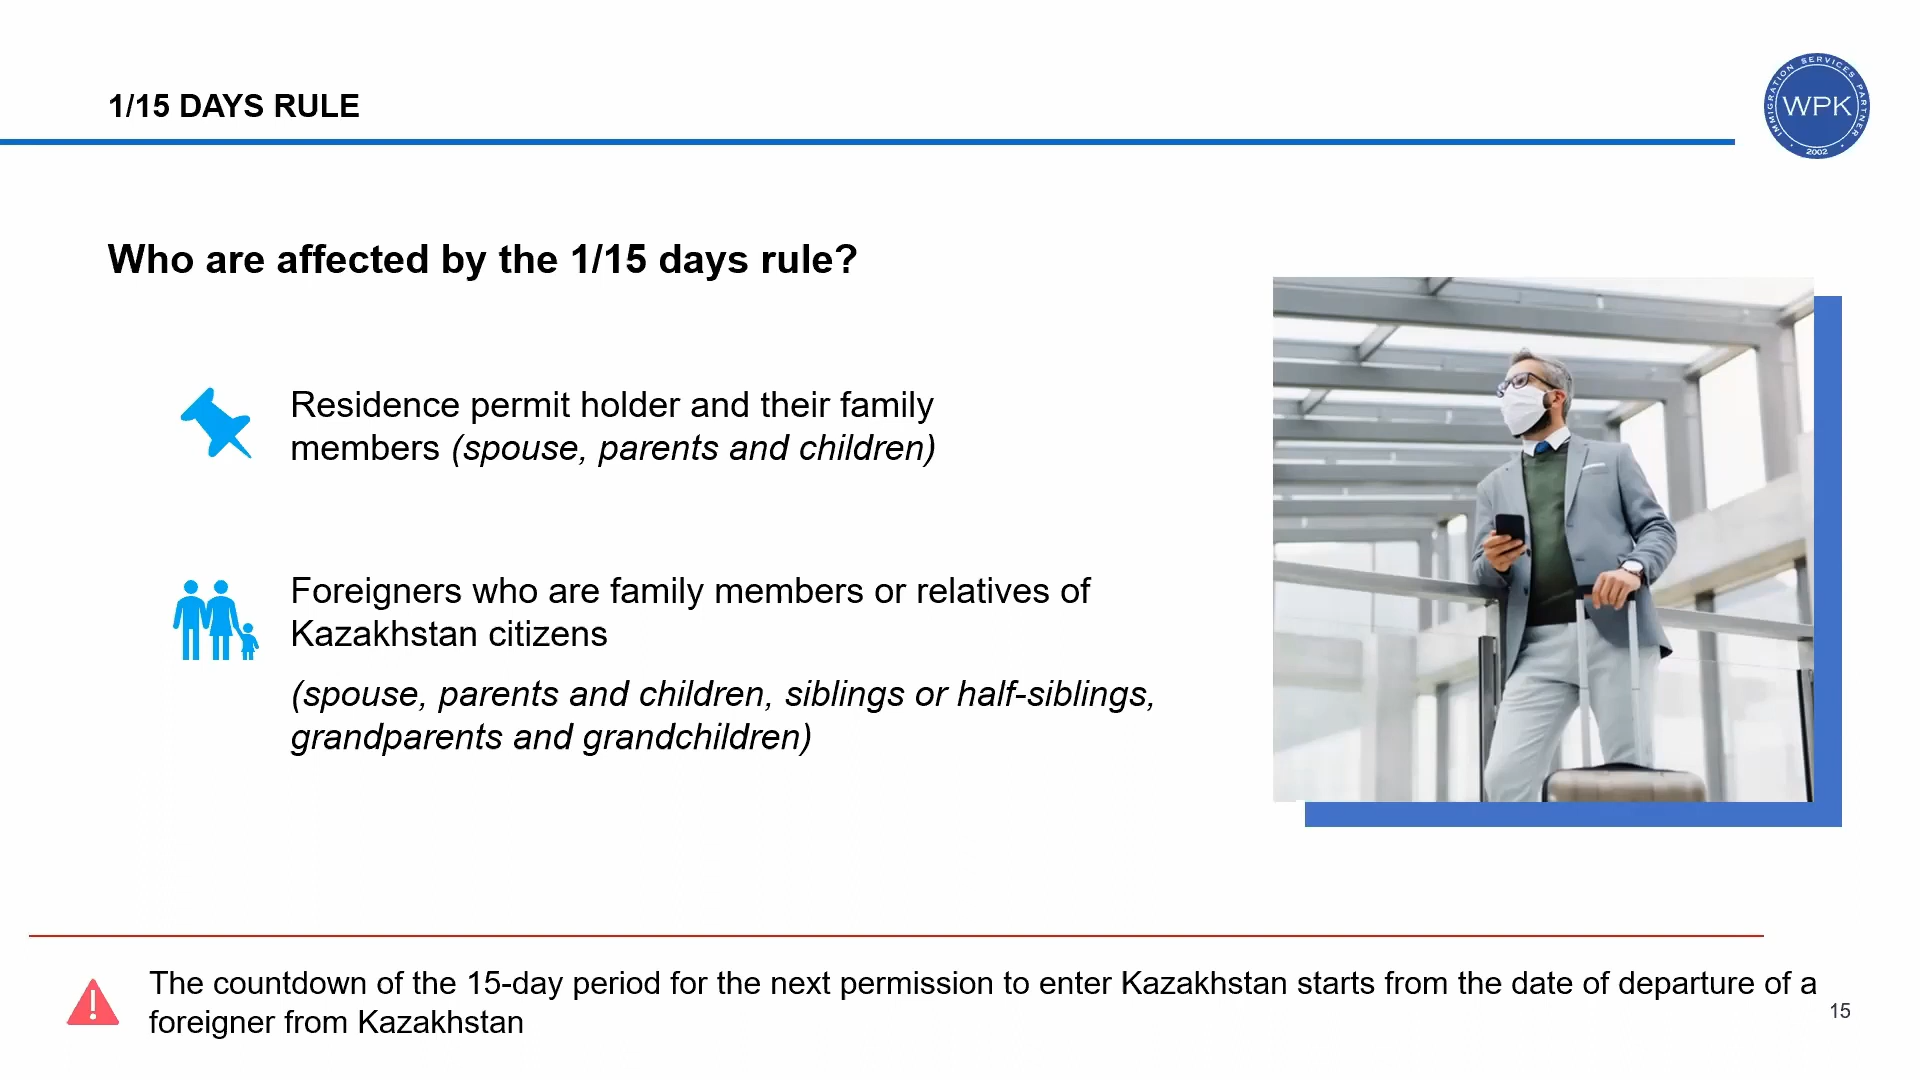 1/15 DAYS RULE
IMMIGRATION SERVICES PARTNER
WPK
2002
Who are affected by the 1/15 days rule?
Residence permit holder and their family
members (spouse, parents and children)
Foreigners who are family members or relatives of
Kazakhstan citizens
(spouse, parents and children, siblings or half-siblings,
grandparents and grandchildren)
The countdown of the 15-day period for the next permission to enter Kazakhstan starts from the date of departure of a
foreigner from Kazakhstan
15